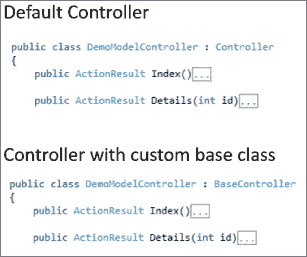 Default Controller
public class DemoModelController : Controller
{
public ActionResult Index()...
public ActionResult Details(int id)...
Controller with custom base class
public class DemoModelController : BaseController
{
public ActionResult Index()...
public ActionResult Details(int id)...